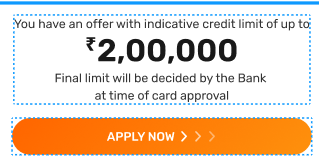 You have an offer with indicative credit limit of up to
₹2,00,000
Final limit will be decided by the Bank
at time of card approval
APPLY NOW >>>